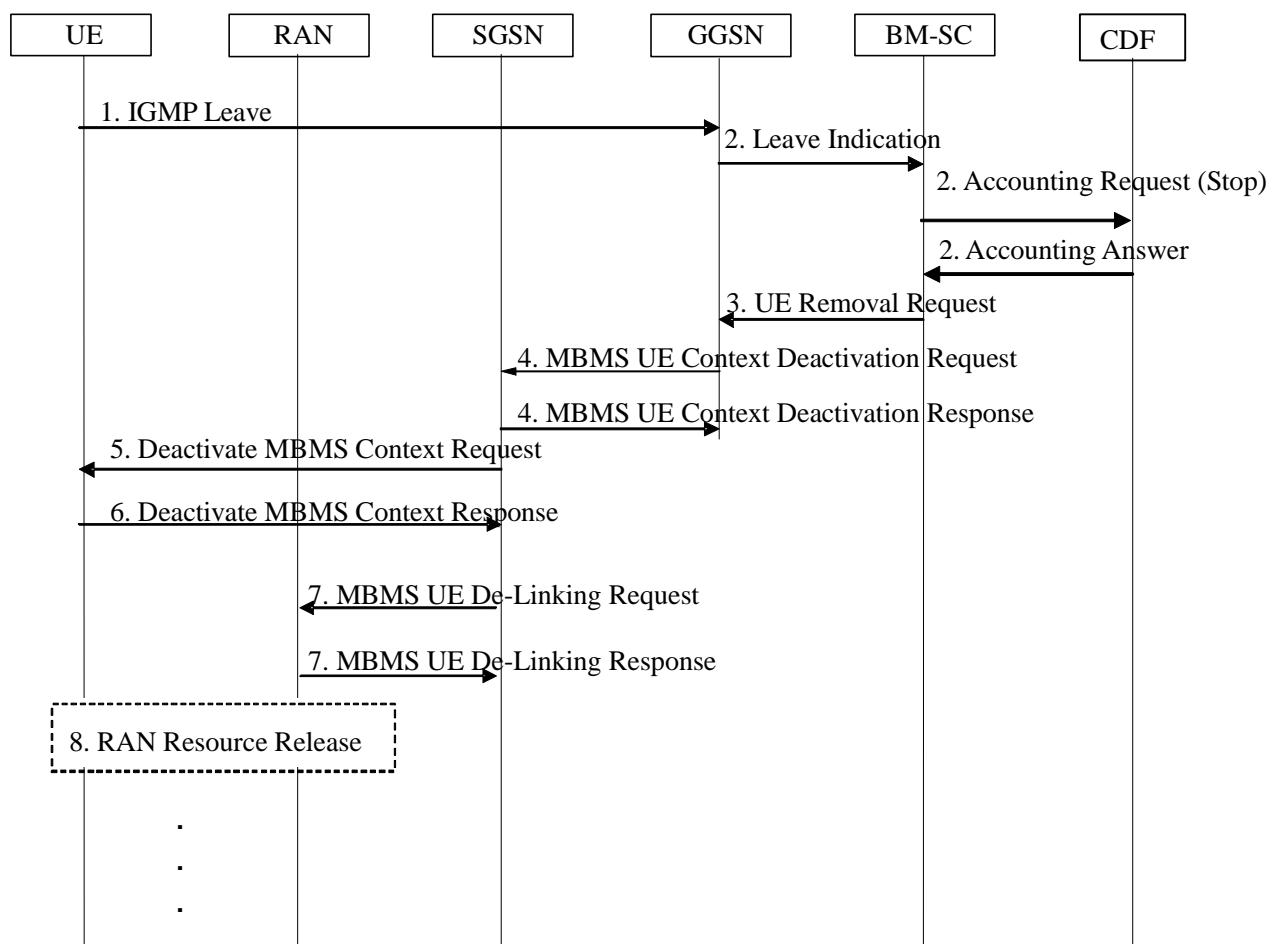 UE
RAN
SGSN
GGSN
BM-SC
CDF
1. IGMP Leave
2. Leave Indication
2. Accounting Request (Stop)
2. Accounting Answer
3. UE Removal Request
4. MBMS UE Context Deactivation Request
4. MBMS UE Context Deactivation Response
5. Deactivate MBMS Context Request
6. Deactivate MBMS Context Response
7. MBMS UE De-Linking Request
7. MBMS UE De-Linking Response
8. RAN Resource Release
.
.
.